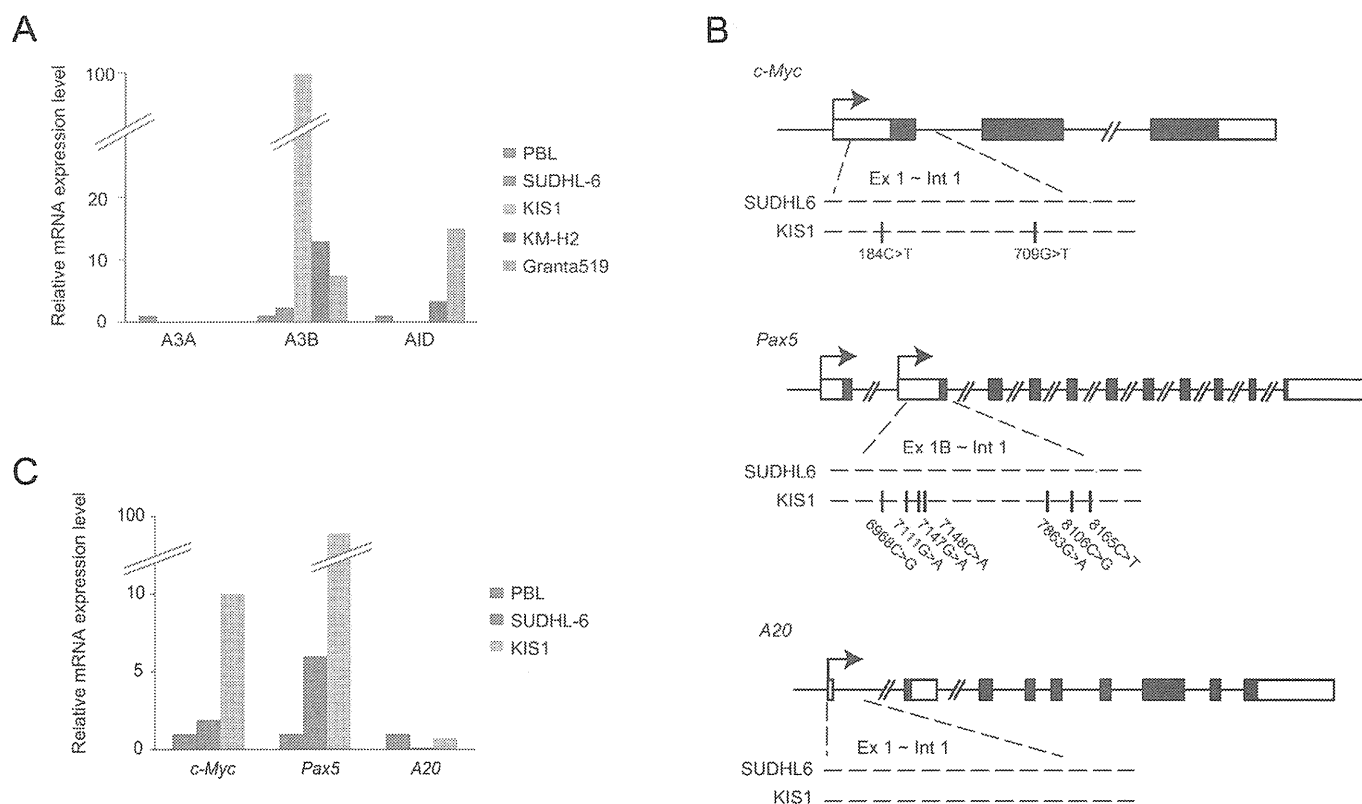 A
Relative mRNA expression level
100
20
10
0
A3A
A3B
AID
PBL
SUDHL-6
KIS1
KM-H2
Granta519
B
c-Myc
Ex 1 ~ Int 1
SUDHL6
KIS1
184C>T
709G>T
Pax5
Ex 1B ~ Int 1
SUDHL6
KIS1
6968C>G
7111G>A
7147G>A
7148C>A
7863G>A
8106C>G
8165C>T
A20
Ex 1 ~ Int 1
SUDHL6
KIS1
C
Relative mRNA expression level
100
10
5
0
c-Myc
Pax5
A20
PBL
SUDHL-6
KIS1